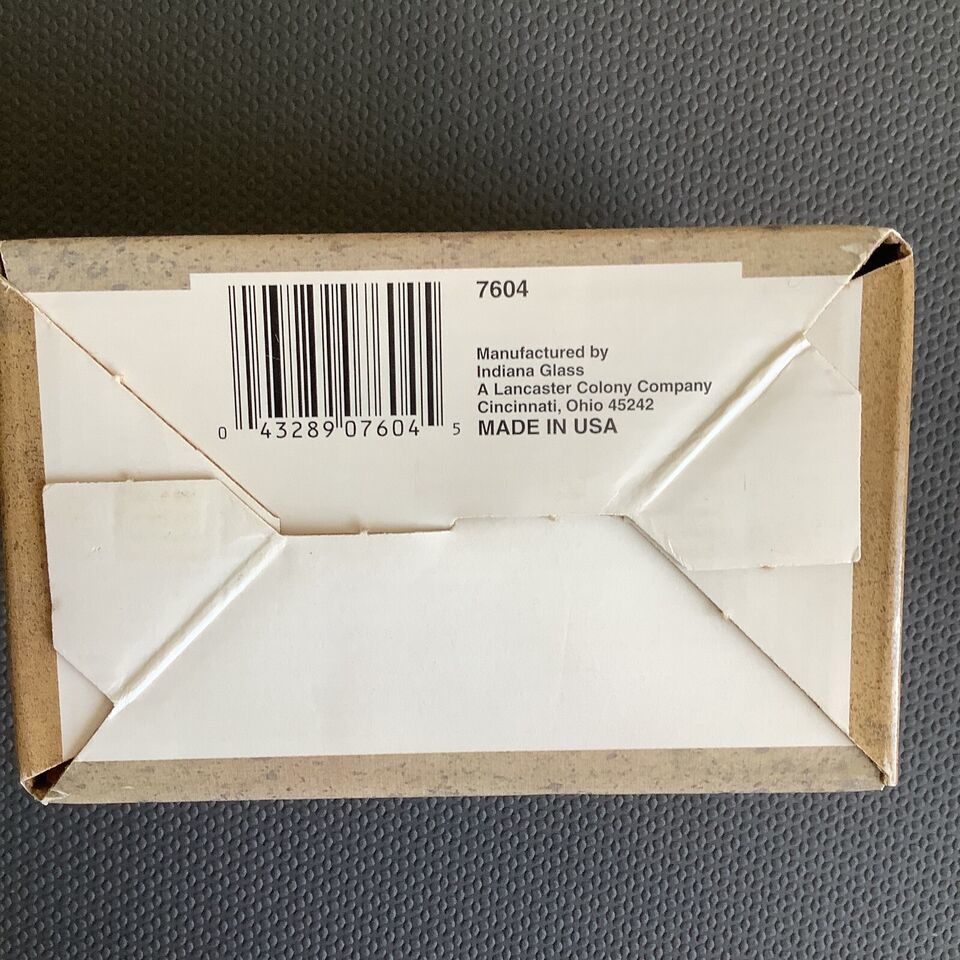 7604
Manufactured by
Indiana Glass
A Lancaster Colony Company
Cincinnati, Ohio 45242
MADE IN USA
0 43289 07604 5